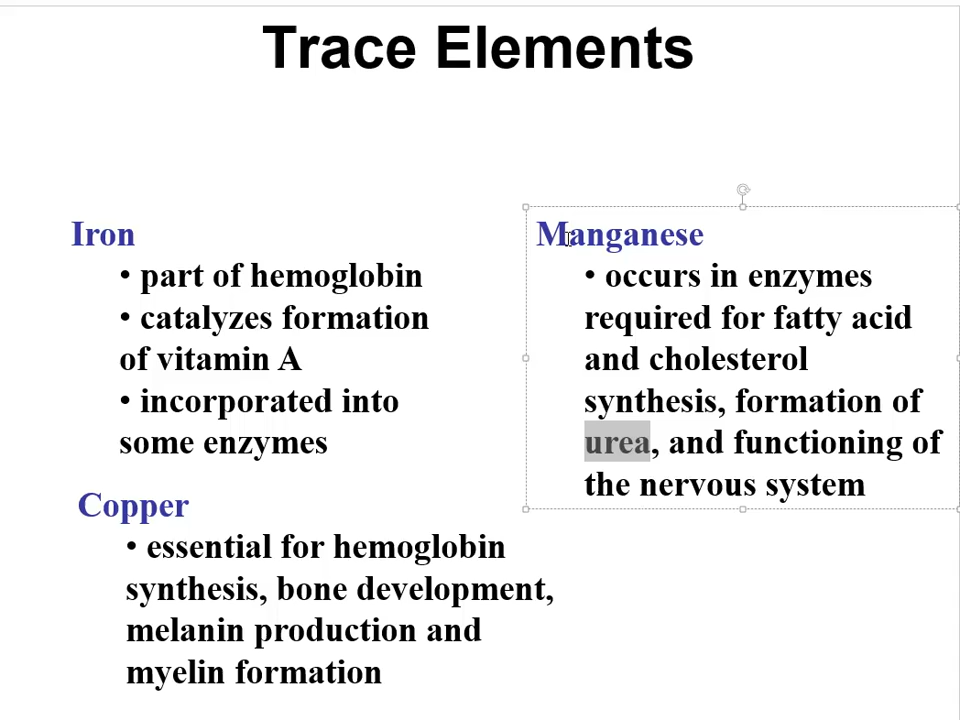 Trace Elements
Iron
• part of hemoglobin
• catalyzes formation
of vitamin A
• incorporated into
some enzymes
Copper
• essential for hemoglobin
synthesis, bone development,
melanin production and
myelin formation
Manganese
• occurs in enzymes
required for fatty acid
and cholesterol
synthesis, formation of
urea, and functioning of
the nervous system